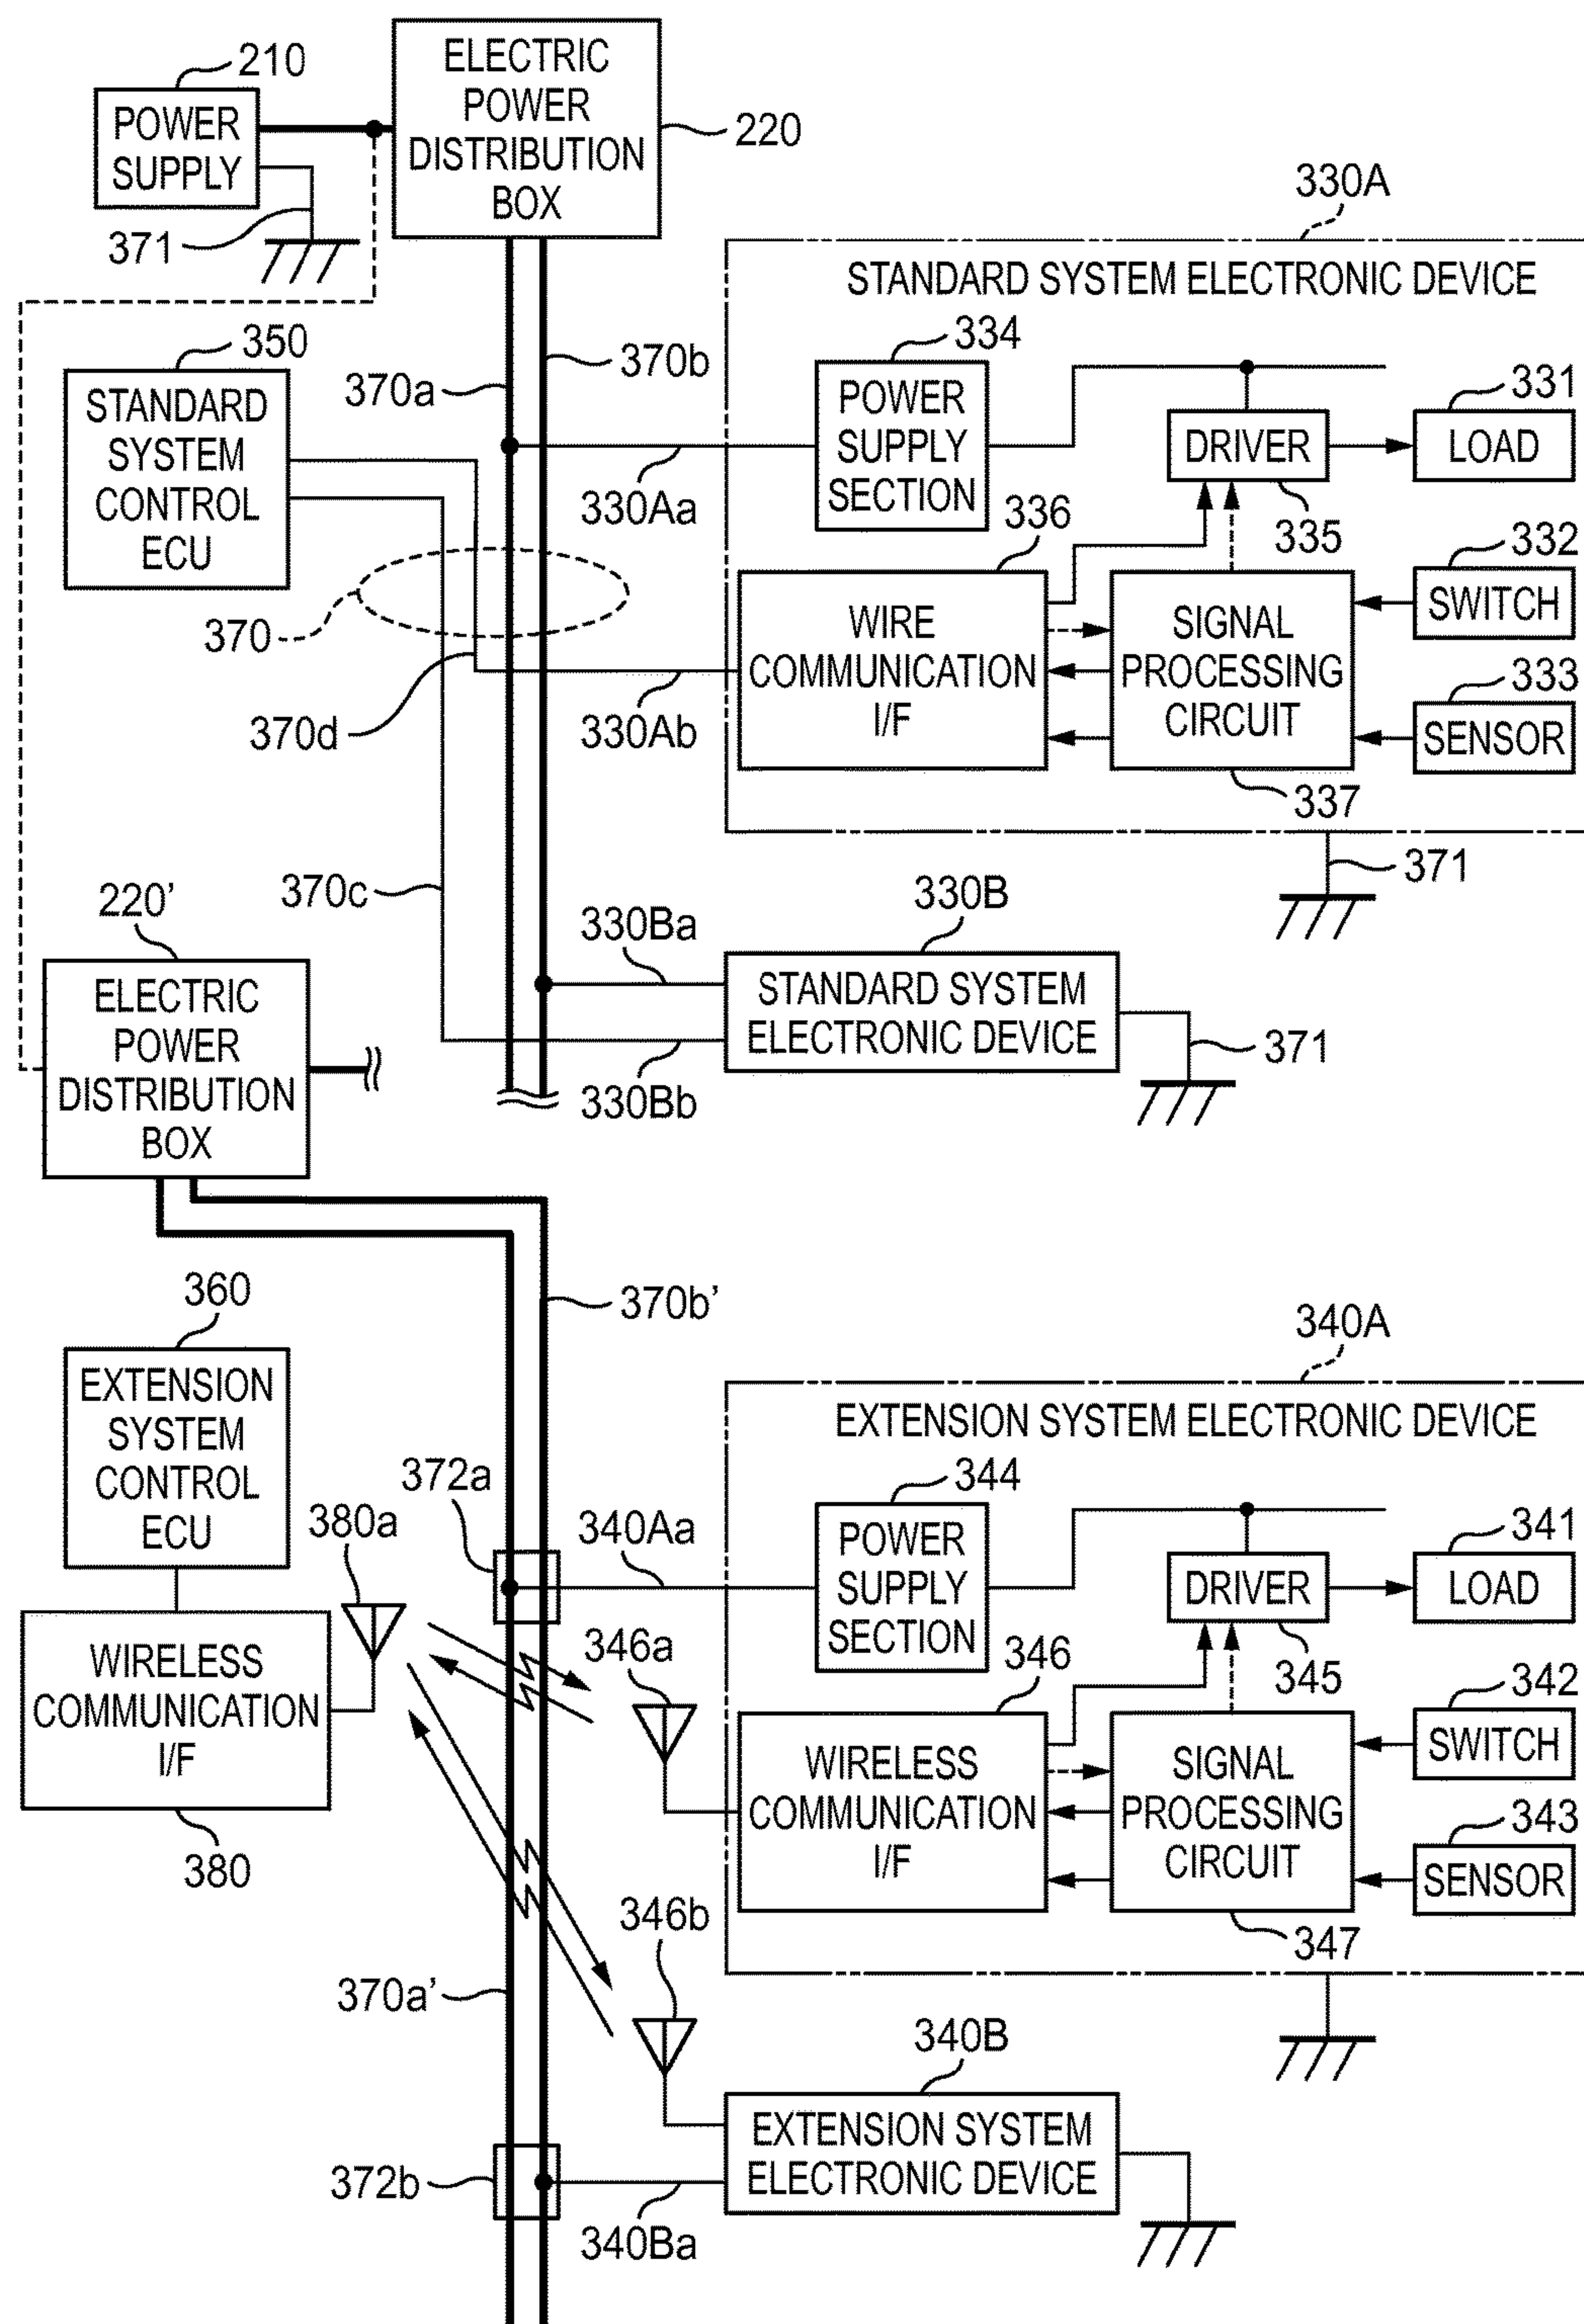 210
POWER
SUPPLY
371
ELECTRIC
POWER
DISTRIBUTION
BOX
220
330A
STANDARD SYSTEM ELECTRONIC DEVICE
350
STANDARD
SYSTEM
CONTROL
ECU
370a
370b
334
POWER
SUPPLY
SECTION
330Aa
DRIVER
335
331
LOAD
336
WIRE
COMMUNICATION
I/F
SIGNAL
PROCESSING
CIRCUIT
337
332
SWITCH
333
SENSOR
370
370d
330Ab
371
370c
220’
ELECTRIC
POWER
DISTRIBUTION
BOX
330Ba
330B
STANDARD SYSTEM
ELECTRONIC DEVICE
371
330Bb
370b’
360
EXTENSION
SYSTEM
CONTROL
ECU
340A
EXTENSION SYSTEM ELECTRONIC DEVICE
372a
380a
340Aa
344
POWER
SUPPLY
SECTION
DRIVER
345
341
LOAD
WIRELESS
COMMUNICATION
I/F
380
346a
346
WIRELESS
COMMUNICATION
I/F
SIGNAL
PROCESSING
CIRCUIT
347
342
SWITCH
343
SENSOR
346b
370a’
340B
EXTENSION SYSTEM
ELECTRONIC DEVICE
372b
340Ba